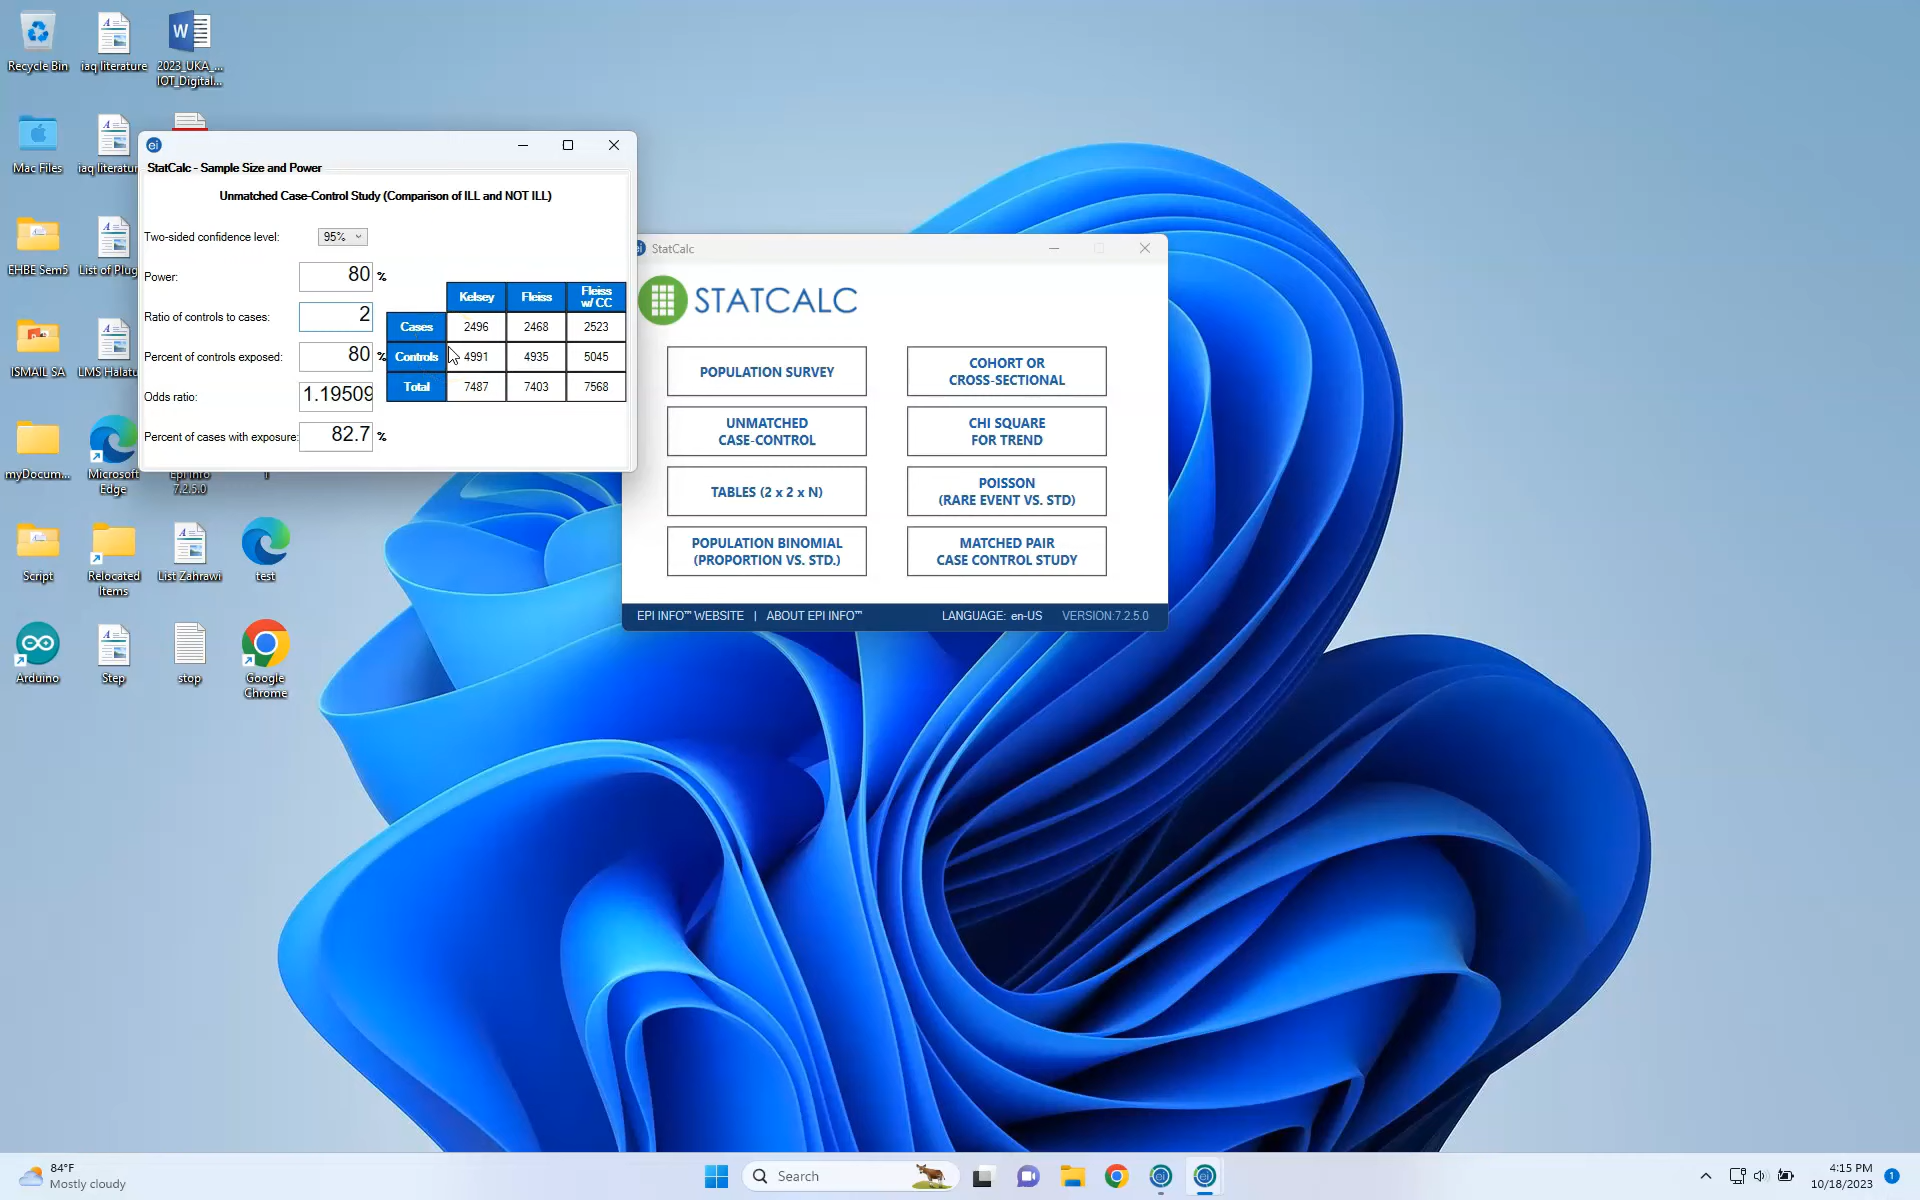 Recycle Bin
iaq literature
2023_UKA_...
IOT_Digital...
Mac Files
iaq literatur
EHBE Sem5
List of Plug
ISMAIL SA
LMS Halatu
myDocum...
Microsoft
Edge
Epi Info
7.2.5.0
Script
Relocated
Items
List Zahrawi
test
Arduino
Step
stop
Google
Chrome
StatCalc - Sample Size and Power
Unmatched Case-Control Study (Comparison of ILL and NOT ILL)
Two-sided confidence level: 95%
Power: 80 %
Ratio of controls to cases: 2
Percent of controls exposed: 80 %
Odds ratio: 1.19509
Percent of cases with exposure: 82.7 %
Kelsey Fleiss Fleiss w/ CC
Cases 2496 2468 2523
Controls 4991 4935 5045
Total 7487 7403 7568
StatCalc
STATCALC
POPULATION SURVEY
COHORT OR
CROSS-SECTIONAL
UNMATCHED
CASE-CONTROL
CHI SQUARE
FOR TREND
TABLES (2 x 2 x N)
POISSON
(RARE EVENT VS. STD)
POPULATION BINOMIAL
(PROPORTION VS. STD.)
MATCHED PAIR
CASE CONTROL STUDY
EPI INFO™ WEBSITE | ABOUT EPI INFO™ LANGUAGE: en-US VERSION:7.2.5.0
84°F
Mostly cloudy
Search
4:15 PM
10/18/2023
1